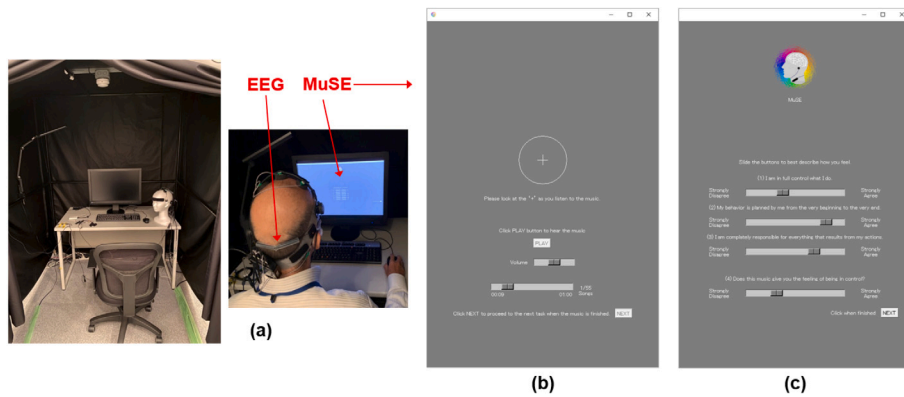 EEG MuSE
(a)
Please look at the "+" as you listen to the music
Click PLAY button to hear the music
PLAY
Volume
00:08 01:00
1/95
Songs
Click NEXT to proceed to the next task when the music is finished. NEXT
(b)
MuSE
Slide the buttons to best describe how you feel
(1) I am in full control what I do.
Strongly Disagree
Strongly Agree
(2) My behavior is planned by me from the very beginning to the very end.
Strongly Disagree
Strongly Agree
(3) I am completely responsible for everything that results from my actions.
Strongly Disagree
Strongly Agree
(4) Does this music give you the feeling of being in control?
Strongly Disagree
Strongly Agree
Click when finished NEXT
(c)